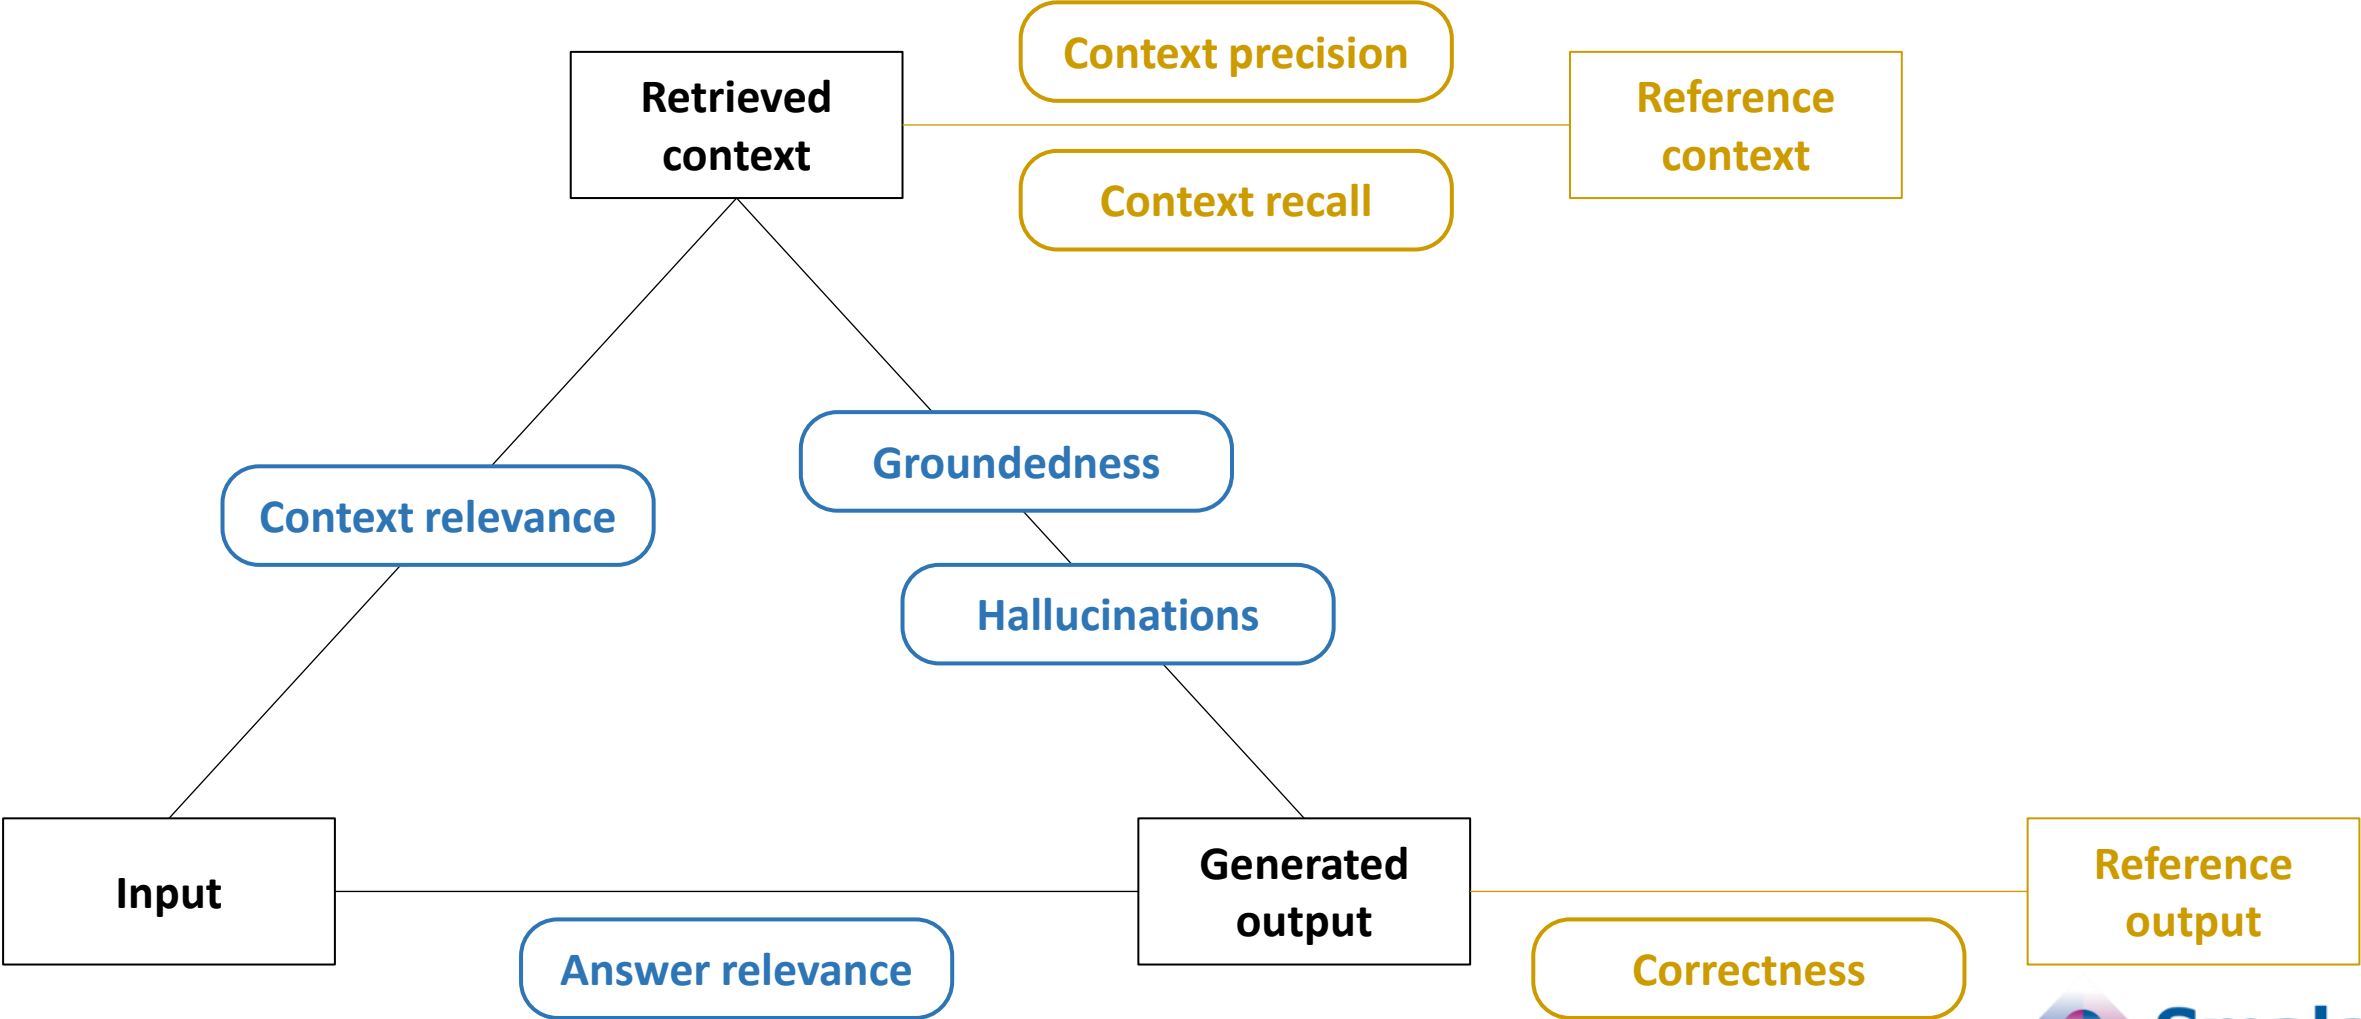 Context precision
Retrieved
context
Reference
context
Context recall
Groundedness
Context relevance
Hallucinations
Input
Generated
output
Reference
output
Answer relevance
Correctness